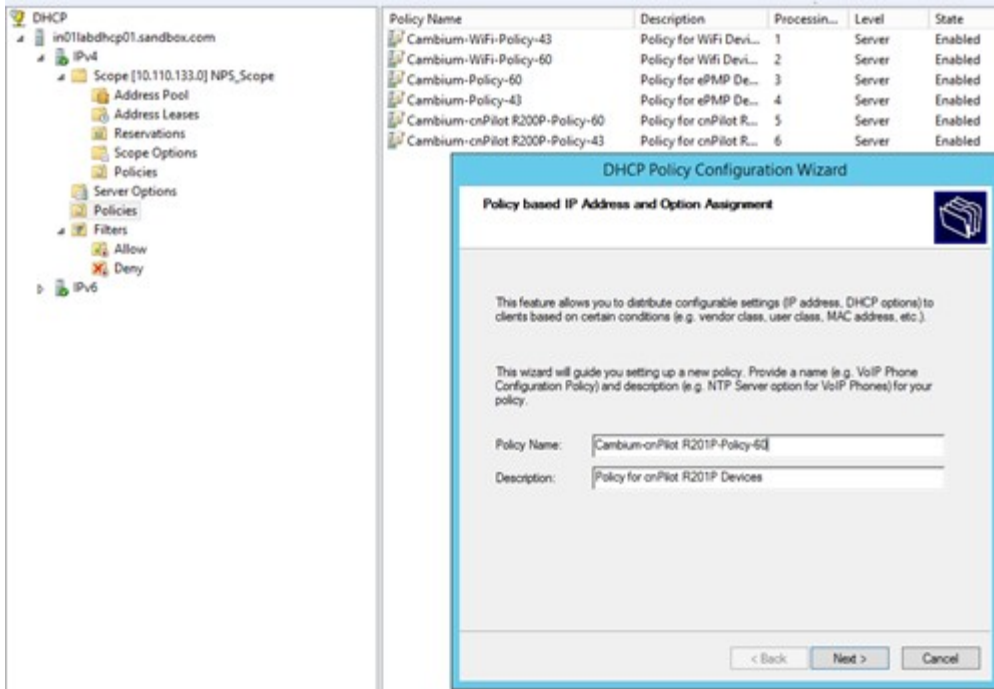 DHCP
in01labdhcp01.sandbox.com
IPv4
Scope [10.110.133.0] NPS_Scope
Address Pool
Address Leases
Reservations
Scope Options
Policies
Server Options
Policies
Filters
Allow
Deny
IPv6
Policy Name Description Processin... Level State
Cambium-WiFi-Policy-43 Policy for WiFi Devi... 1 Server Enabled
Cambium-WiFi-Policy-60 Policy for Wifi Devi... 2 Server Enabled
Cambium-Policy-60 Policy for ePMP De... 3 Server Enabled
Cambium-Policy-43 Policy for ePMP De... 4 Server Enabled
Cambium-cnPilot R200P-Policy-60 Policy for cnPilot R... 5 Server Enabled
Cambium-cnPilot R200P-Policy-43 Policy for cnPilot R... 6 Server Enabled
DHCP Policy Configuration Wizard
Policy based IP Address and Option Assignment
This feature allows you to distribute configurable settings (IP address, DHCP options) to
clients based on certain conditions (e.g. vendor class, user class, MAC address, etc.).
This wizard will guide you setting up a new policy. Provide a name (e.g. VoIP Phone
Configuration Policy) and description (e.g. NTP Server option for VoIP Phones) for your
policy.
Policy Name: Cambium-cnPilot R201P-Policy-60
Description: Policy for cnPilot R201P Devices
< Back Next > Cancel